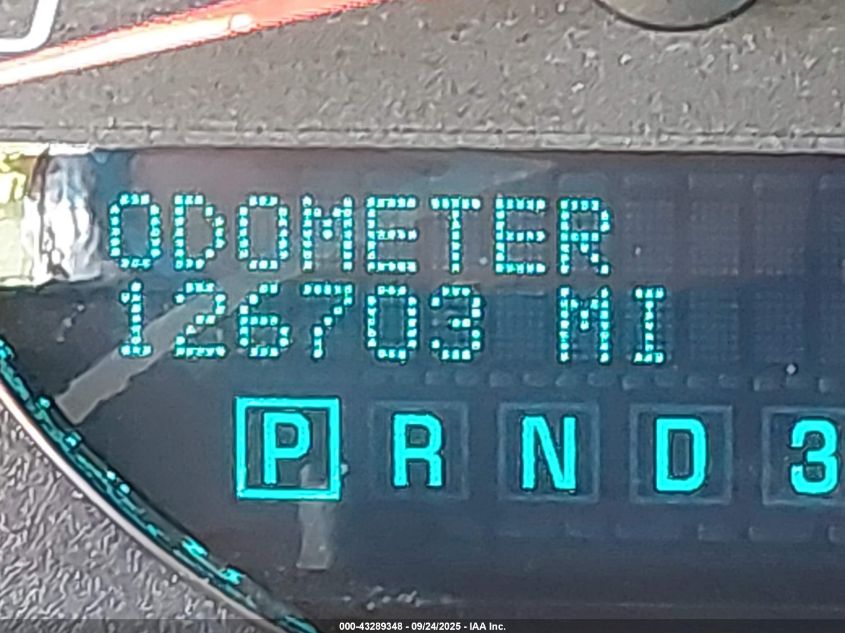 ODOMETER
126703 MI
P R N D 3
000-43289348 - 09/24/2025 - IAA Inc.